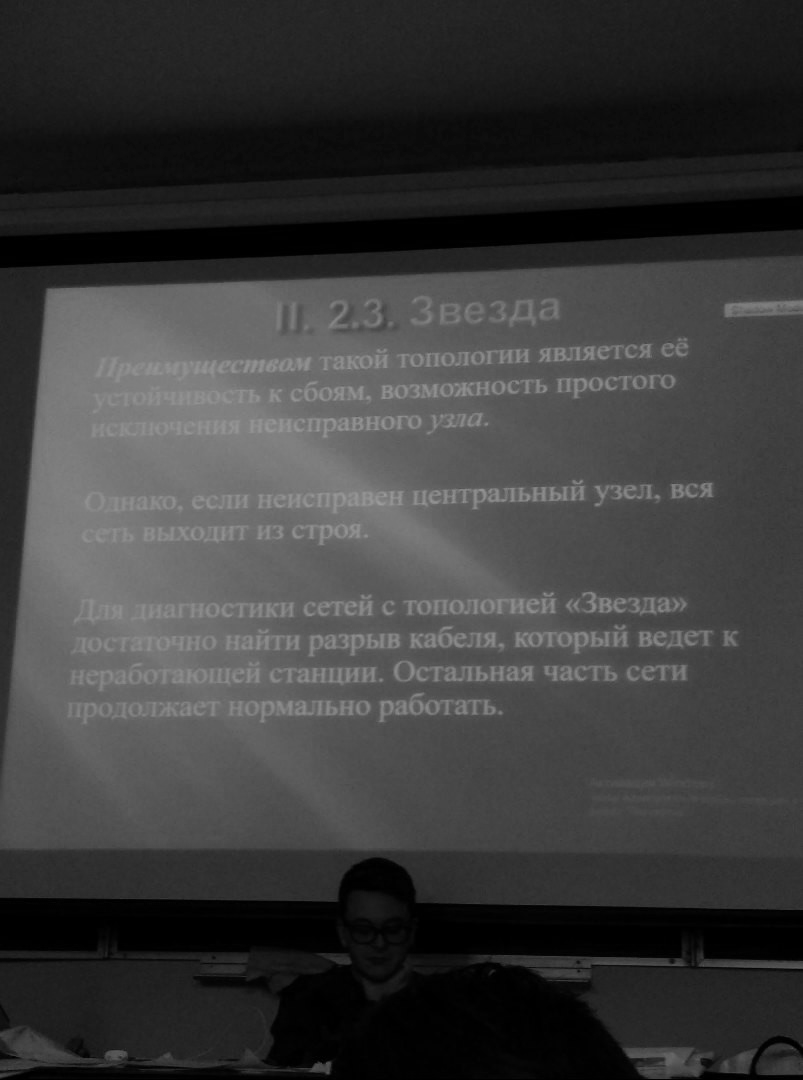 II. 2.3. Звезда
Преимуществом такой топологии является её
устойчивость к сбоям, возможность простого
исключения неисправного узла.
Однако, если неисправен центральный узел, вся
сеть выходит из строя.
Для диагностики сетей с топологией «Звезда»
достаточно найти разрыв кабеля, который ведет к
неработающей станции. Остальная часть сети
продолжает нормально работать.